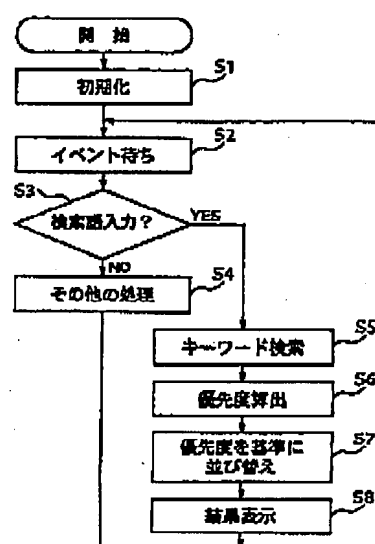 開始
S1
初期化
S2
イベント待ち
S3
検索語入力？
YES
NO
S4
その他の処理
S5
キーワード検索
S6
優先度算出
S7
優先度を基準に
並び替え
S8
結果表示